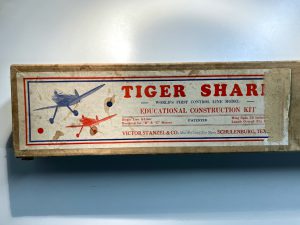 TIGER SHAR
WORLD'S FIRST CONTROL LINE MODEL
EDUCATIONAL CONSTRUCTION KIT
PATENTED
VICTOR STANZEL & CO. SCHULENBURG, TEX